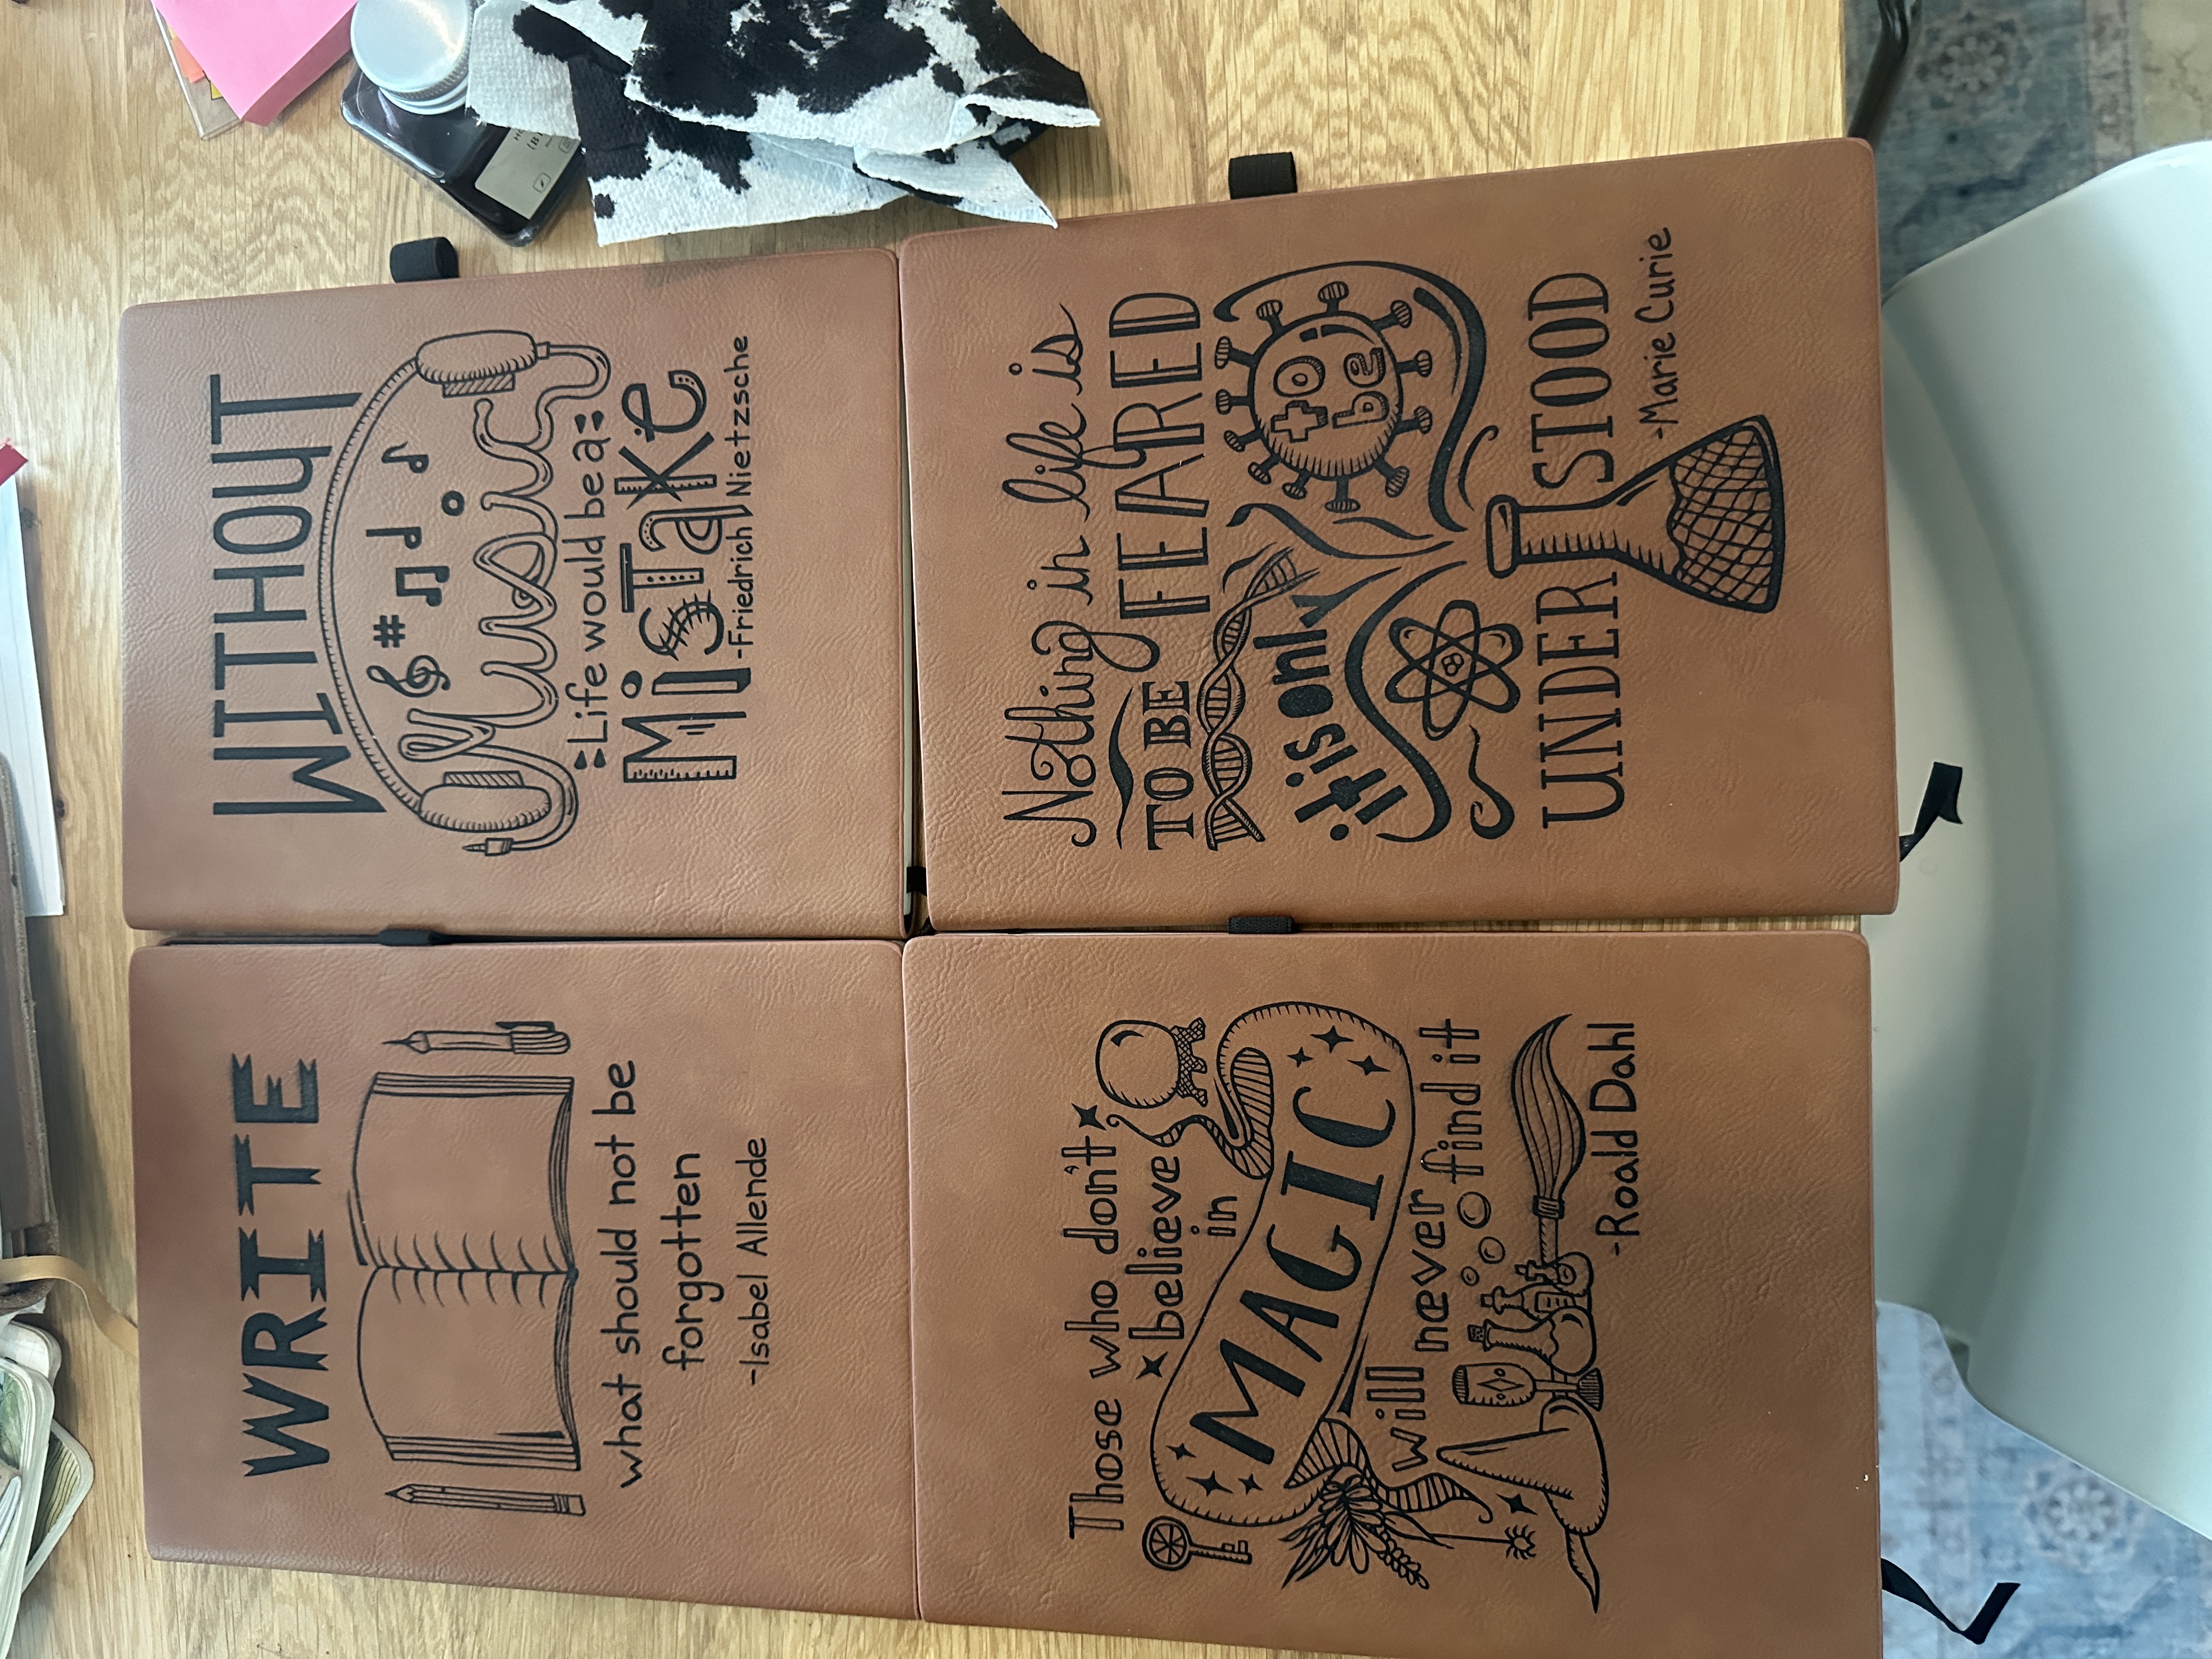 WRITE
what should not be
forgotten
-Isabel Allende
WITHOUT
Music
Life would be a
MisTaKe
-Friedrich Nietzsche
Those who don't
believe
in
MAGIC
will never find it
-Roald Dahl
Nothing in life is
TO BE FEARED
it is only
to
be
UNDERSTOOD
-Marie Curie